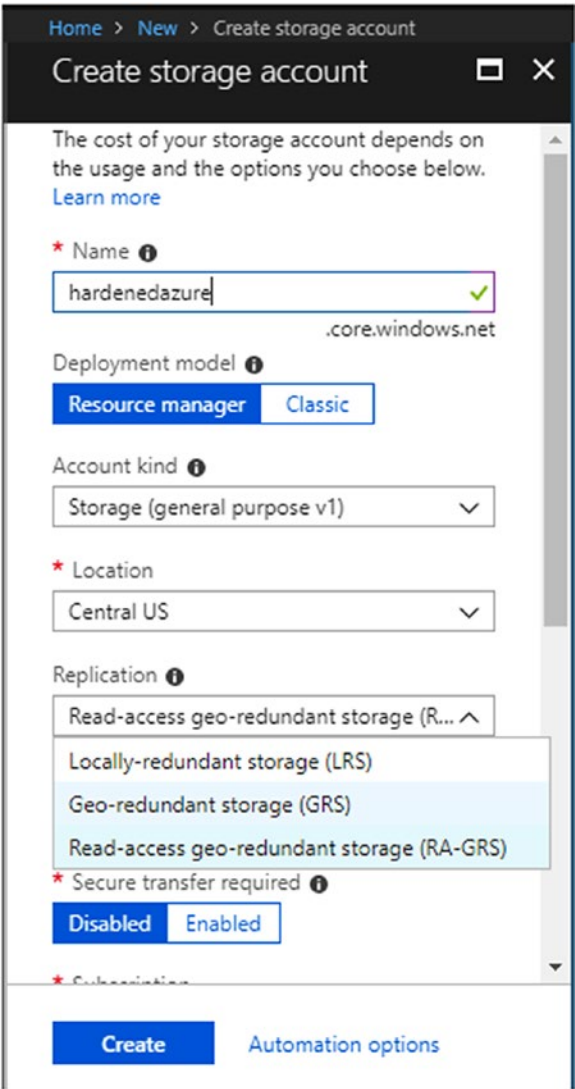 Home > New > Create storage account
Create storage account
The cost of your storage account depends on
the usage and the options you choose below.
Learn more
* Name
hardenedazure
.core.windows.net
Deployment model
Resource manager Classic
Account kind
Storage (general purpose v1)
* Location
Central US
Replication
Read-access geo-redundant storage (R...
Locally-redundant storage (LRS)
Geo-redundant storage (GRS)
Read-access geo-redundant storage (RA-GRS)
* Secure transfer required
Disabled Enabled
* Subscription
Create Automation options